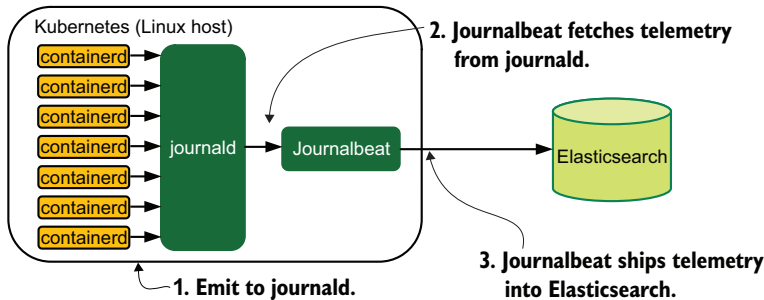 Kubernetes (Linux host)
containerd
containerd
containerd
containerd
containerd
containerd
containerd
journald
Journalbeat
Elasticsearch
2. Journalbeat fetches telemetry
from journald.
3. Journalbeat ships telemetry
into Elasticsearch.
1. Emit to journald.